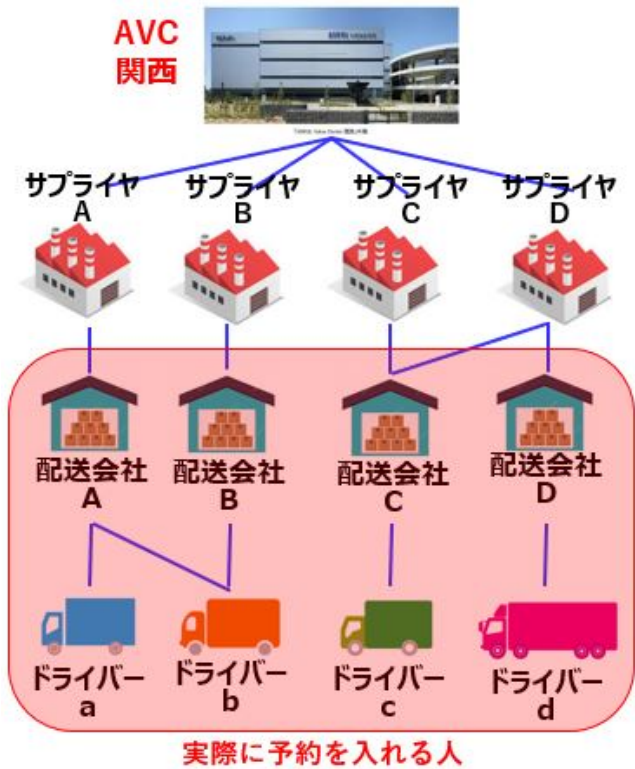 AVC
関西
サプライヤ サプライヤ サプライヤ サプライヤ
A B C D
配送会社 配送会社 配送会社 配送会社
A B C D
ドライバー ドライバー ドライバー ドライバー
a b c d
実際に予約を入れる人